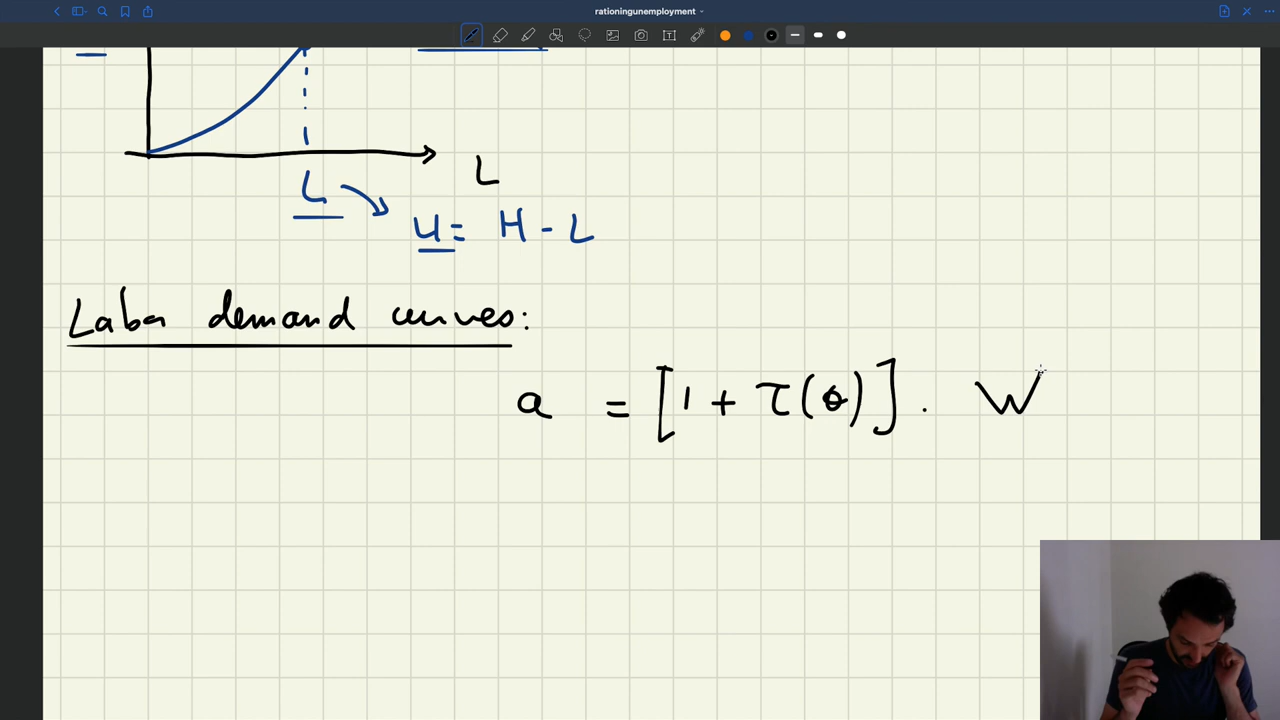 rationingunemployment
L
L
u = H - L
Labor demand curves:
a = [1 + τ(θ)] . W